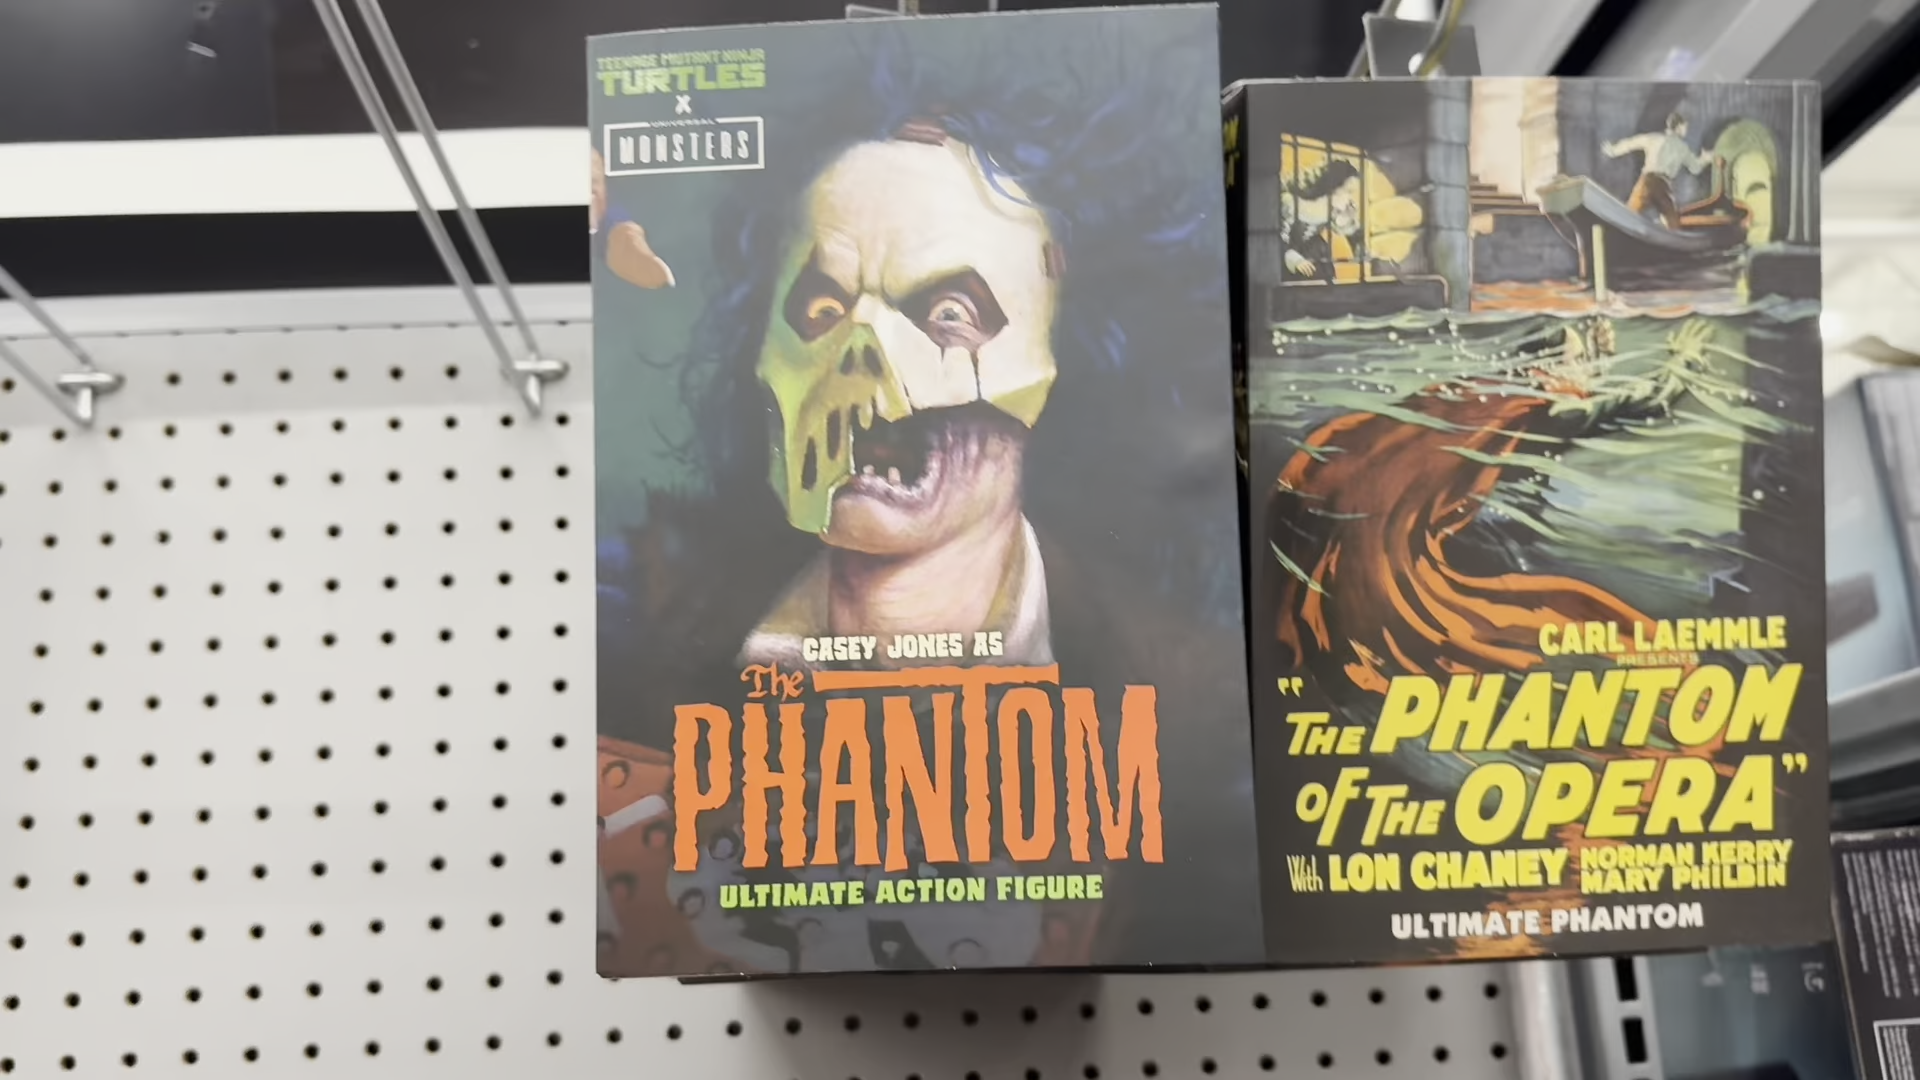 TEENAGE MUTANT NINJA
TURTLES
X
UNIVERSAL
MONSTERS
CASEY JONES AS
The
PHANTOM
ULTIMATE ACTION FIGURE
CARL LAEMMLE
PRESENTS
"THE PHANTOM
OF THE OPERA"
With LON CHANEY NORMAN KERRY
MARY PHILBIN
ULTIMATE PHANTOM